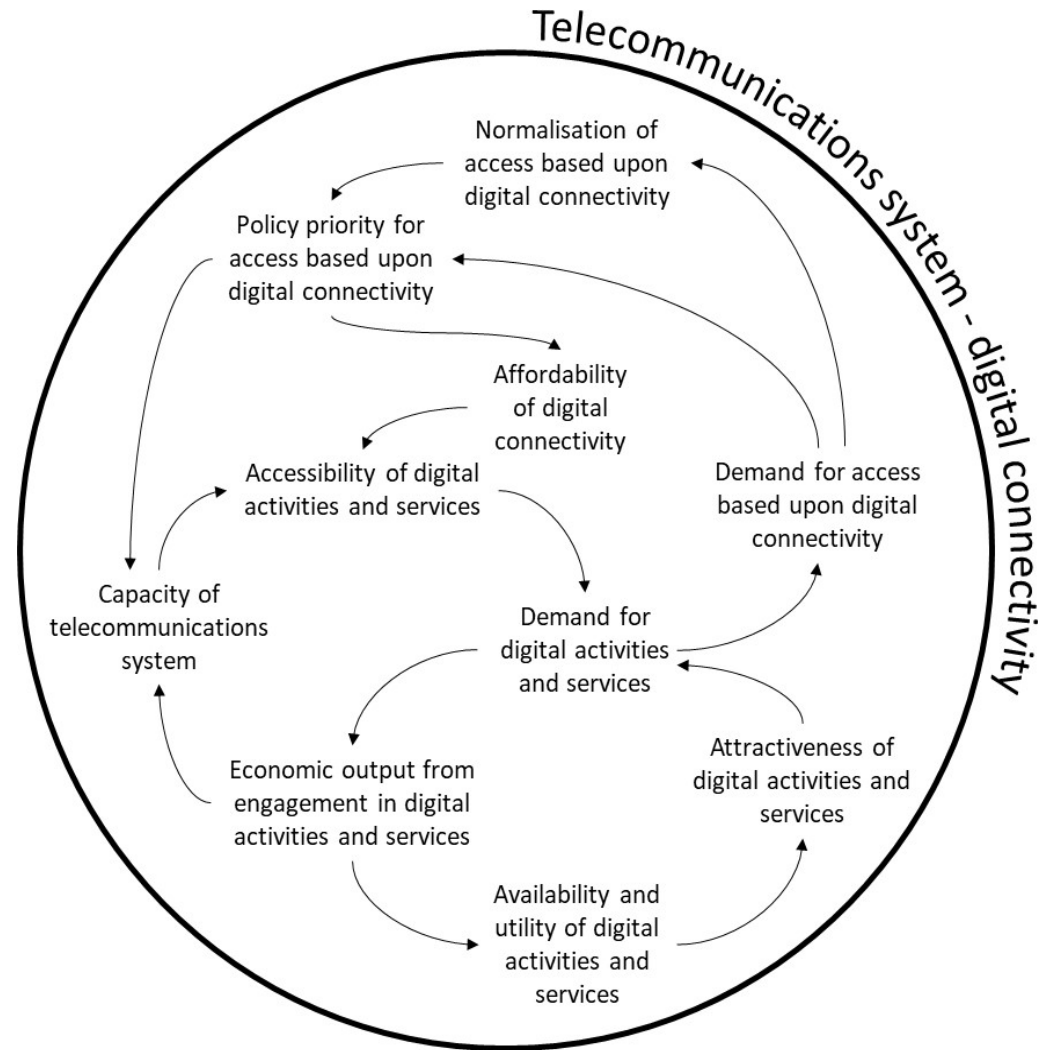 Telecommunications system - digital connectivity
Normalisation of
access based upon
digital connectivity
Policy priority for
access based upon
digital connectivity
Affordability
of digital
connectivity
Accessibility of digital
activities and services
Demand for access
based upon digital
connectivity
Capacity of
telecommunications
system
Demand for
digital activities
and services
Economic output from
engagement in digital
activities and services
Attractiveness of
digital activities and
services
Availability and
utility of digital
activities and
services